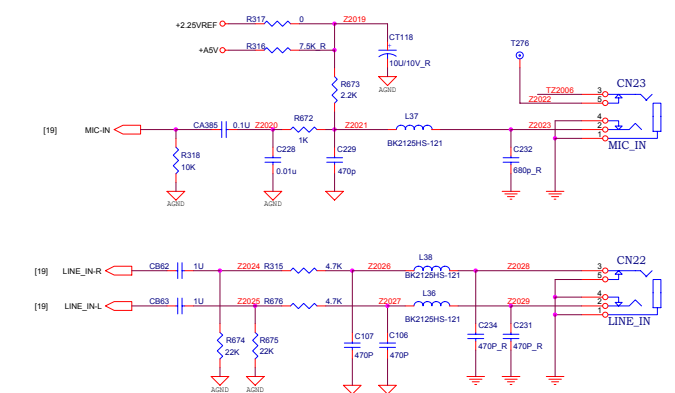 R317 0 Z2019
+2.25VREF
CT118
R316 7.5K_R
+A5V
+
10U/10V_R
T276
AGND
R673
2.2K
CN23
TZ2006 3
Z2022 5
L37
R672
4
[19] MIC-IN CA385 0.1U Z2020 Z2021 Z2023 2
1K 1
BK2125HS-121 MIC_IN
R318 C228 C229 C232
10K 0.01u 470p 680p_R
AGND AGND AGND
L38 CN22
[19] LINE_IN-R CB62 1U Z2024 R315 4.7K Z2026 Z2028 3
BK2125HS-121 5
L36 4
[19] LINE_IN-L CB63 1U Z2025 R676 4.7K Z2027 Z2029 2
1
BK2125HS-121 LINE_IN
R674 R675 C107 C106 C234 C231
22K 22K 470P 470P 470P_R 470P_R
AGND AGND